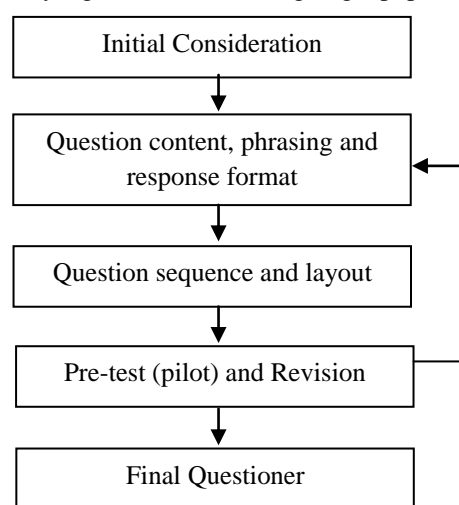 Initial Consideration
Question content, phrasing and
response format
Question sequence and layout
Pre-test (pilot) and Revision
Final Questioner